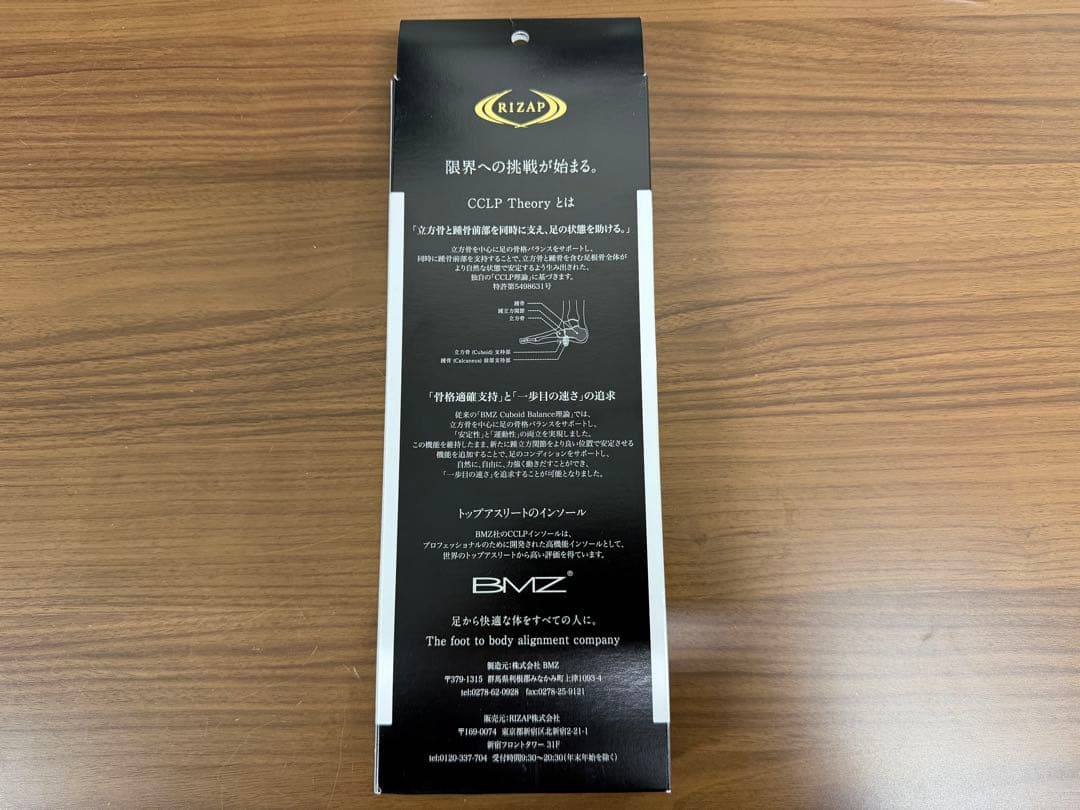 RIZAP
限界への挑戦が始まる。
CCLP Theory とは
「立方骨と踵骨前部を同時に支え、足の状態を助ける。」
立方骨を中心に足の骨格バランスをサポートし、
同時に踵骨前部を支持することで、立方骨と踵骨を含む足根骨全体が
より自然な状態で安定するよう生み出された、
独自の「CCLP理論」に基づきます。
特許第5498631号
踵骨
踵立方関節
立方骨
立方骨 (Cuboid) 支持部
踵骨 (Calcaneus) 前部支持部
「骨格適確支持」と「一歩目の速さ」の追求
従来の「BMZ Cuboid Balance理論」では、
立方骨を中心に足の骨格バランスをサポートし、
「安定性」と「運動性」の両立を実現しました。
この機能を維持したまま、新たに踵立方関節をより良い位置で安定させる
機能を追加することで、足のコンディションをサポートし、
自然に、自由に、力強く動きだすことができ、
「一歩目の速さ」を追求することが可能となりました。
トップアスリートのインソール
BMZ社のCCLPインソールは、
プロフェッショナルのために開発された高機能インソールとして、
世界のトップアスリートから高い評価を得ています。
BMZ®
足から快適な体をすべての人に。
The foot to body alignment company
製造元:株式会社 BMZ
〒379-1315 群馬県利根郡みなかみ町上津1093-4
tel:0278-62-0928 fax:0278-25-9121
販売元:RIZAP株式会社
〒169-0074 東京都新宿区北新宿2-21-1
新宿フロントタワー 31F
tel:0120-337-704 受付時間9:30〜20:30(年末年始を除く)